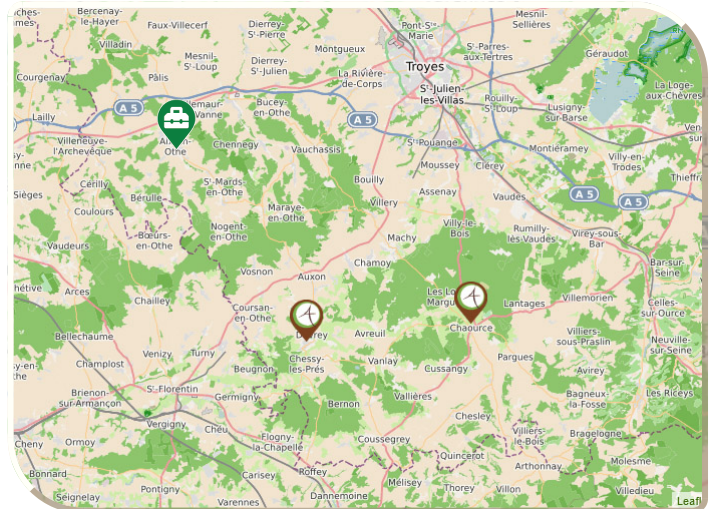 Bercenay-
le-Hayer
Faux-Villecerf
Dierrey-
St-Pierre
Pont-Ste-
Marie
Mesnil-
Sellières
Villadin
Mesnil-
St-Loup
Dierrey-
St-Julien
Montgueux
St-Parres-
aux-Tertres
Géraudot
Courgenay
Pâlis
La Rivière-
de-Corps
Troyes
St-Julien-
les-Villas
La Loge-
aux-Chèvres
Lailly
A 5
Bucey-
en-Othe
A 5
Rouilly-
St-Loup
Lusigny-
sur-Barse
Villeneuve-
l'Archevêque
Othe
Chennegy
Vauchassis
St-Pouange
Moussey
Clérey
Montiéramey
Villy-en-
Trodes
Sièges
Cérilly
Bérulle
St-Mards-
en-Othe
Bouilly
Assenay
A 5
A 5
Coulours
Maraye-
en-Othe
Villery
Vaudes
Nogent-
en-Othe
Villy-le-
Bois
Rumilly-
lès-Vaudes
Virey-sous-
Bar
Vaudeurs
Bœurs-
en-Othe
Machy
Vosnon
Auxon
Chamoy
Bar-sur-
Seine
Arces
Chailley
Coursan-
en-Othe
Lantages
Villemorien
Celles-
sur-Ource
Bellechaume
Avreuil
Chaource
Villiers-
sous-Praslin
Neuville-
sur-Seine
Champlost
Venizy
Turny
Beugnon
Chessy-
les-Prés
Vanlay
Cussangy
Pargues
Avirey
Brienon-
sur-Armançon
St-Florentin
Germigny
Bernon
Vallières
Bagneux-
la-Fosse
Les Riceys
Vergigny
Chéu
Chesley
Cheny
Ormoy
Flogny-
la-Chapelle
Coussegrey
Villiers-
le-Bois
Bragelogne
Quincerot
Arthonnay
Molesme
Bonnard
Pontigny
Carisey
Roffey
Mélisey
Thorey
Villon
Villedieu
Seignelay
Varennes
Dannemoine
Leafl